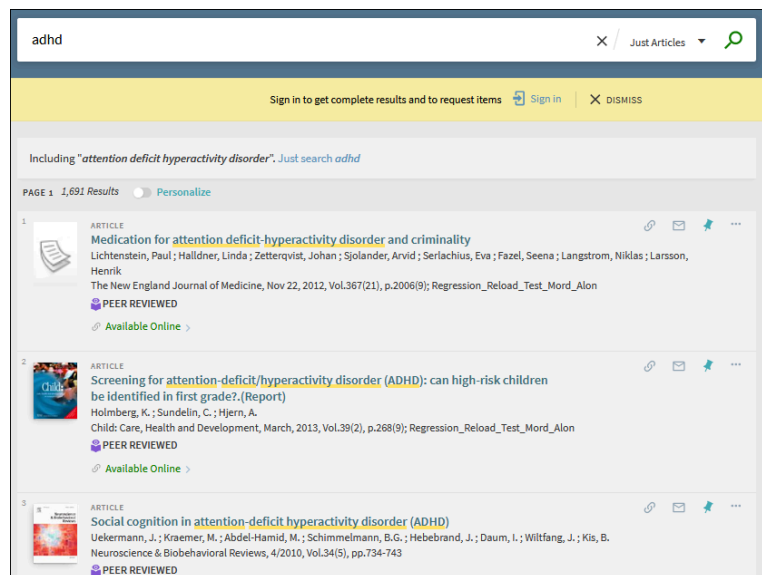 adhd
Just Articles
Sign in to get complete results and to request items Sign in DISMISS
Including "attention deficit hyperactivity disorder". Just search adhd
PAGE 1 1,691 Results Personalize
1
ARTICLE
Medication for attention deficit-hyperactivity disorder and criminality
Lichtenstein, Paul ; Halldner, Linda ; Zetterqvist, Johan ; Sjolander, Arvid ; Serlachius, Eva ; Fazel, Seena ; Langstrom, Niklas ; Larsson,
Henrik
The New England Journal of Medicine, Nov 22, 2012, Vol.367(21), p.2006(9); Regression_Reload_Test_Mord_Alon
PEER REVIEWED
Available Online
2
Child:
ARTICLE
Screening for attention-deficit/hyperactivity disorder (ADHD): can high-risk children
be identified in first grade?.(Report)
Holmberg, K. ; Sundelin, C. ; Hjern, A.
Child: Care, Health and Development, March, 2013, Vol.39(2), p.268(9); Regression_Reload_Test_Mord_Alon
PEER REVIEWED
Available Online
3
ARTICLE
Social cognition in attention-deficit hyperactivity disorder (ADHD)
Uekermann, J. ; Kraemer, M. ; Abdel-Hamid, M. ; Schimmelmann, B.G. ; Hebebrand, J. ; Daum, I. ; Wiltfang, J. ; Kis, B.
Neuroscience & Biobehavioral Reviews, 4/2010, Vol.34(5), pp.734-743
PEER REVIEWED